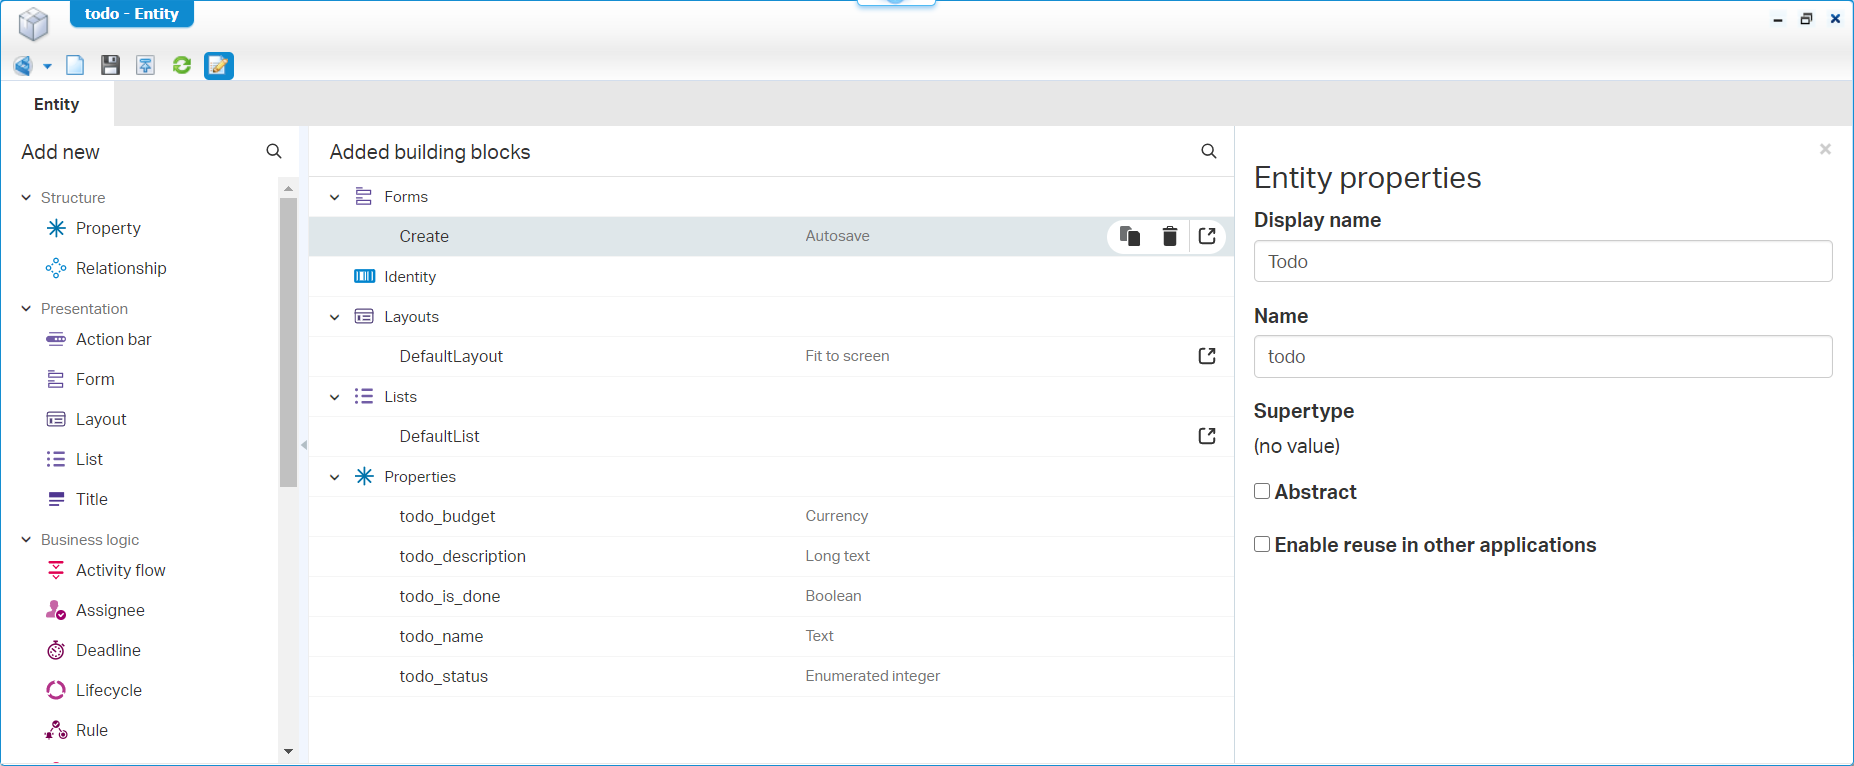 todo - Entity
Entity
Add new
Structure
Property
Relationship
Presentation
Action bar
Form
Layout
List
Title
Business logic
Activity flow
Assignee
Deadline
Lifecycle
Rule
Added building blocks
Forms
Create Autosave
Identity
Layouts
DefaultLayout Fit to screen
Lists
DefaultList
Properties
todo_budget Currency
todo_description Long text
todo_is_done Boolean
todo_name Text
todo_status Enumerated integer
Entity properties
Display name
Todo
Name
todo
Supertype
(no value)
Abstract
Enable reuse in other applications